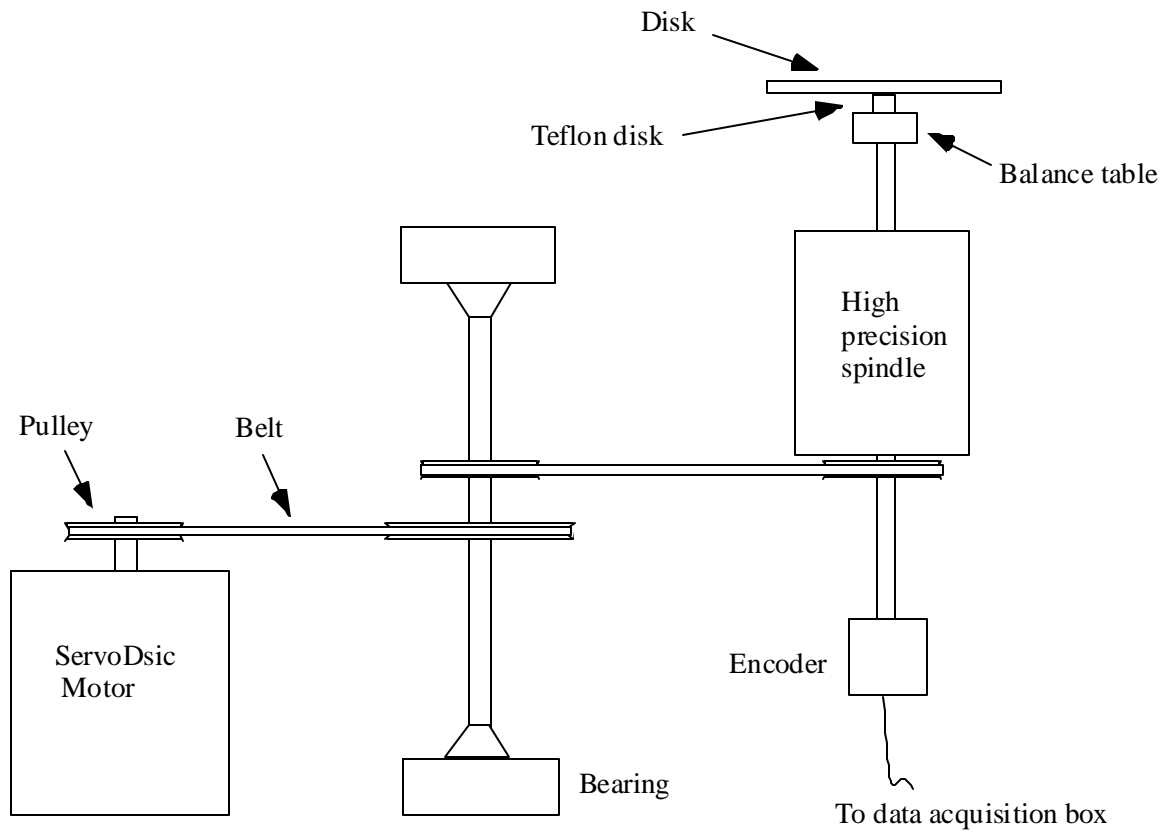 Disk
Teflon disk
Balance table
High
precision
spindle
Pulley
Belt
ServoDsic
Motor
Encoder
Bearing
To data acquisition box